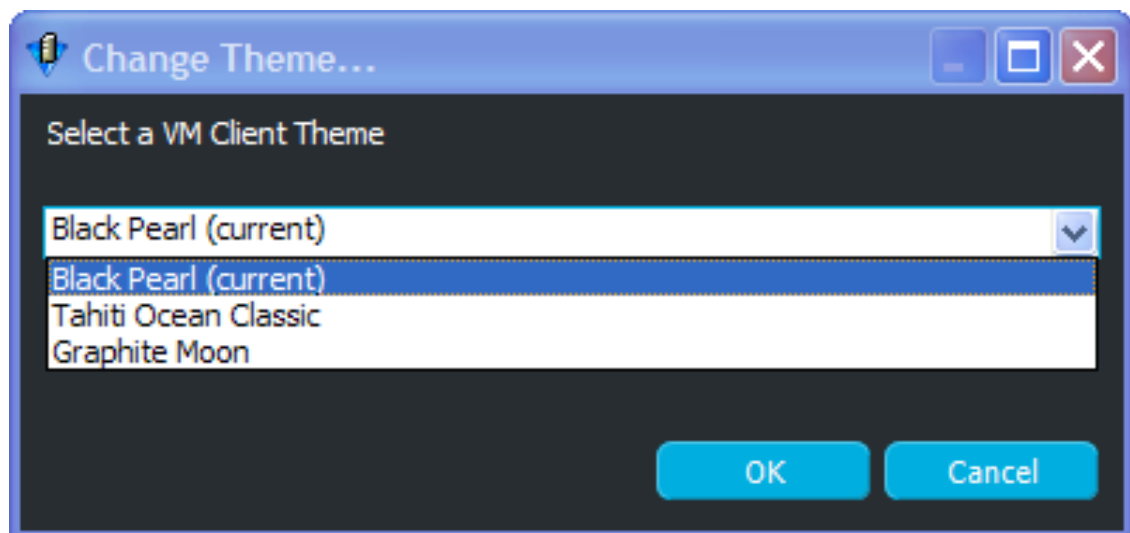 Change Theme...
Select a VM Client Theme
Black Pearl (current)
Black Pearl (current)
Tahiti Ocean Classic
Graphite Moon
OK Cancel